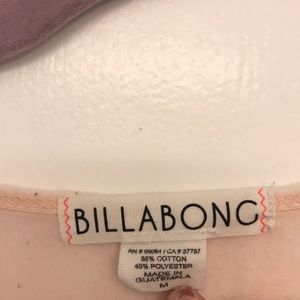 BILLABONG
RN # 99064 / CA # 37757
55% COTTON
45% POLYESTER
MADE IN
GUATEMALA
M